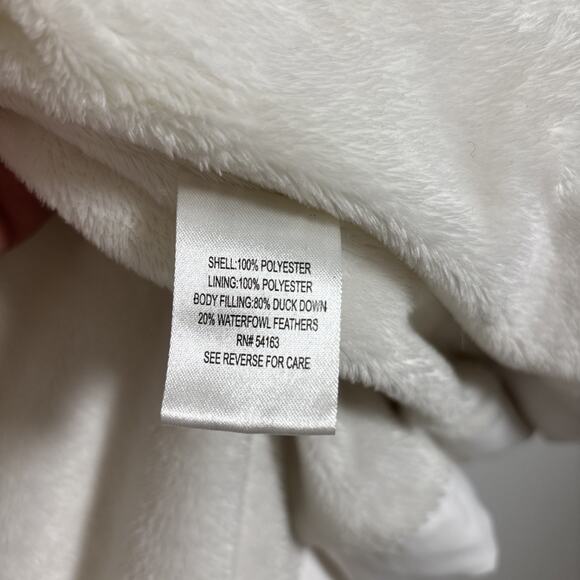 SHELL:100% POLYESTER
LINING:100% POLYESTER
BODY FILLING:80% DUCK DOWN
20% WATERFOWL FEATHERS
RN# 54163
SEE REVERSE FOR CARE